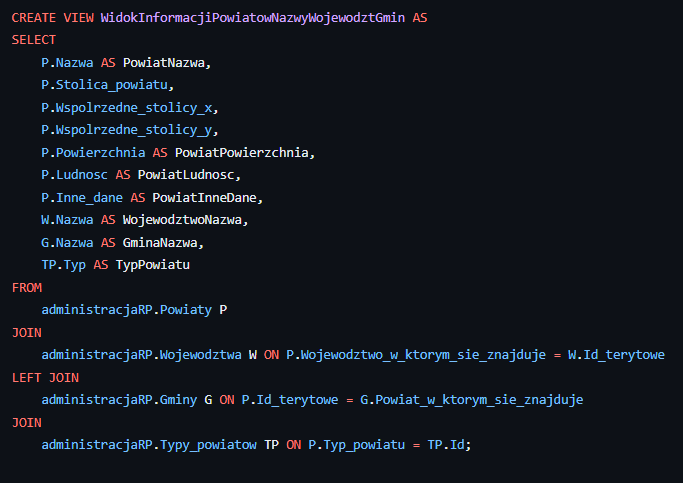 CREATE VIEW WidokInformacjiPowiatowNazwyWojewodztGmin AS
SELECT
    P.Nazwa AS PowiatNazwa,
    P.Stolica_powiatu,
    P.Wspolrzedne_stolicy_x,
    P.Wspolrzedne_stolicy_y,
    P.Powierzchnia AS PowiatPowierzchnia,
    P.Ludnosc AS PowiatLudnosc,
    P.Inne_dane AS PowiatInneDane,
    W.Nazwa AS WojewodztwoNazwa,
    G.Nazwa AS GminaNazwa,
    TP.Typ AS TypPowiatu
FROM
    administracjaRP.Powiaty P
JOIN
    administracjaRP.Wojewodztwa W ON P.Wojewodztwo_w_ktorym_sie_znajduje = W.Id_terytowe
LEFT JOIN
    administracjaRP.Gminy G ON P.Id_terytowe = G.Powiat_w_ktorym_sie_znajduje
JOIN
    administracjaRP.Typy_powiatow TP ON P.Typ_powiatu = TP.Id;